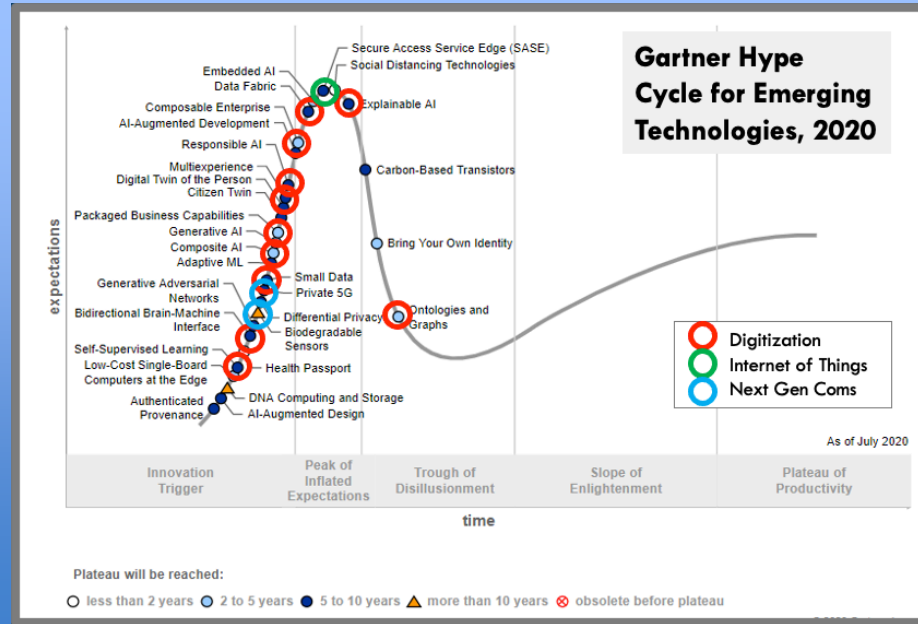 Gartner Hype
Cycle for Emerging
Technologies, 2020
Secure Access Service Edge (SASE)
Social Distancing Technologies
Embedded AI
Data Fabric
Explainable AI
Composable Enterprise
AI-Augmented Development
Responsible AI
Carbon-Based Transistors
Multiexperience
Digital Twin of the Person
Citizen Twin
Packaged Business Capabilities
Generative AI
Bring Your Own Identity
Composite AI
Adaptive ML
Small Data
Generative Adversarial
Networks
Private 5G
Bidirectional Brain-Machine
Interface
Differential Privacy
Biodegradable
Sensors
Ontologies and
Graphs
Self-Supervised Learning
Low-Cost Single-Board
Computers at the Edge
Health Passport
DNA Computing and Storage
Authenticated
Provenance
AI-Augmented Design
expectations
Digitization
Internet of Things
Next Gen Coms
As of July 2020
Innovation
Trigger
Peak of
Inflated
Expectations
Trough of
Disillusionment
Slope of
Enlightenment
Plateau of
Productivity
time
Plateau will be reached:
less than 2 years 2 to 5 years 5 to 10 years more than 10 years obsolete before plateau